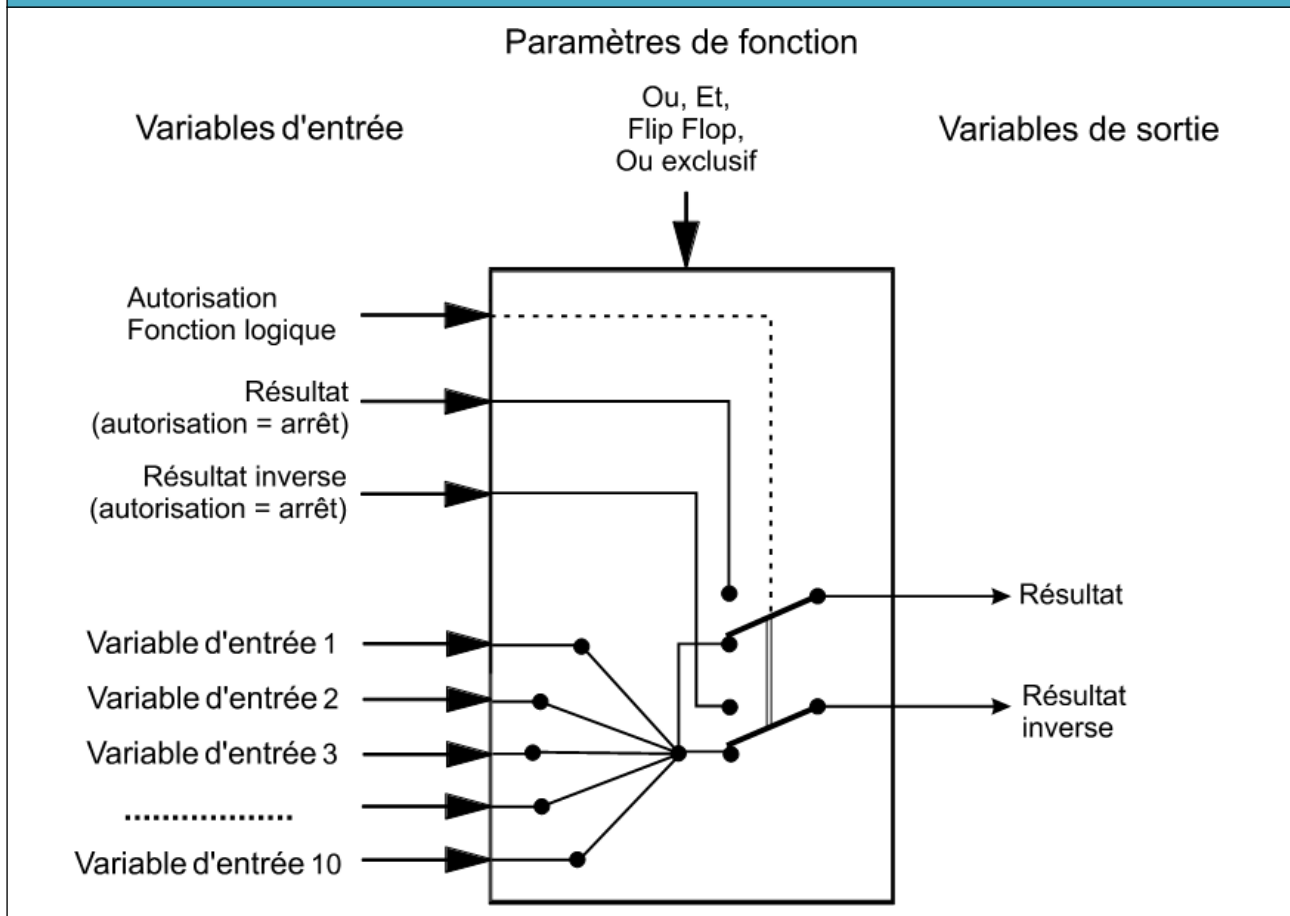 Paramètres de fonction
Variables d'entrée
Ou, Et,
Flip Flop,
Ou exclusif
Variables de sortie
Autorisation
Fonction logique
Résultat
(autorisation = arrêt)
Résultat inverse
(autorisation = arrêt)
Variable d'entrée 1
Variable d'entrée 2
Variable d'entrée 3
..................
Variable d'entrée 10
Résultat
Résultat
inverse